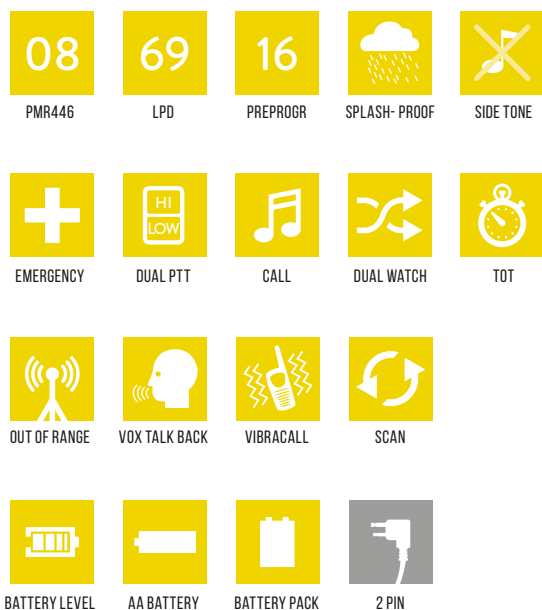 08 69 16
PMR446 LPD PREPROGR SPLASH- PROOF SIDE TONE
HI
LOW
EMERGENCY DUAL PTT CALL DUAL WATCH TOT
OUT OF RANGE VOX TALK BACK VIBRACALL SCAN
BATTERY LEVEL AA BATTERY BATTERY PACK 2 PIN